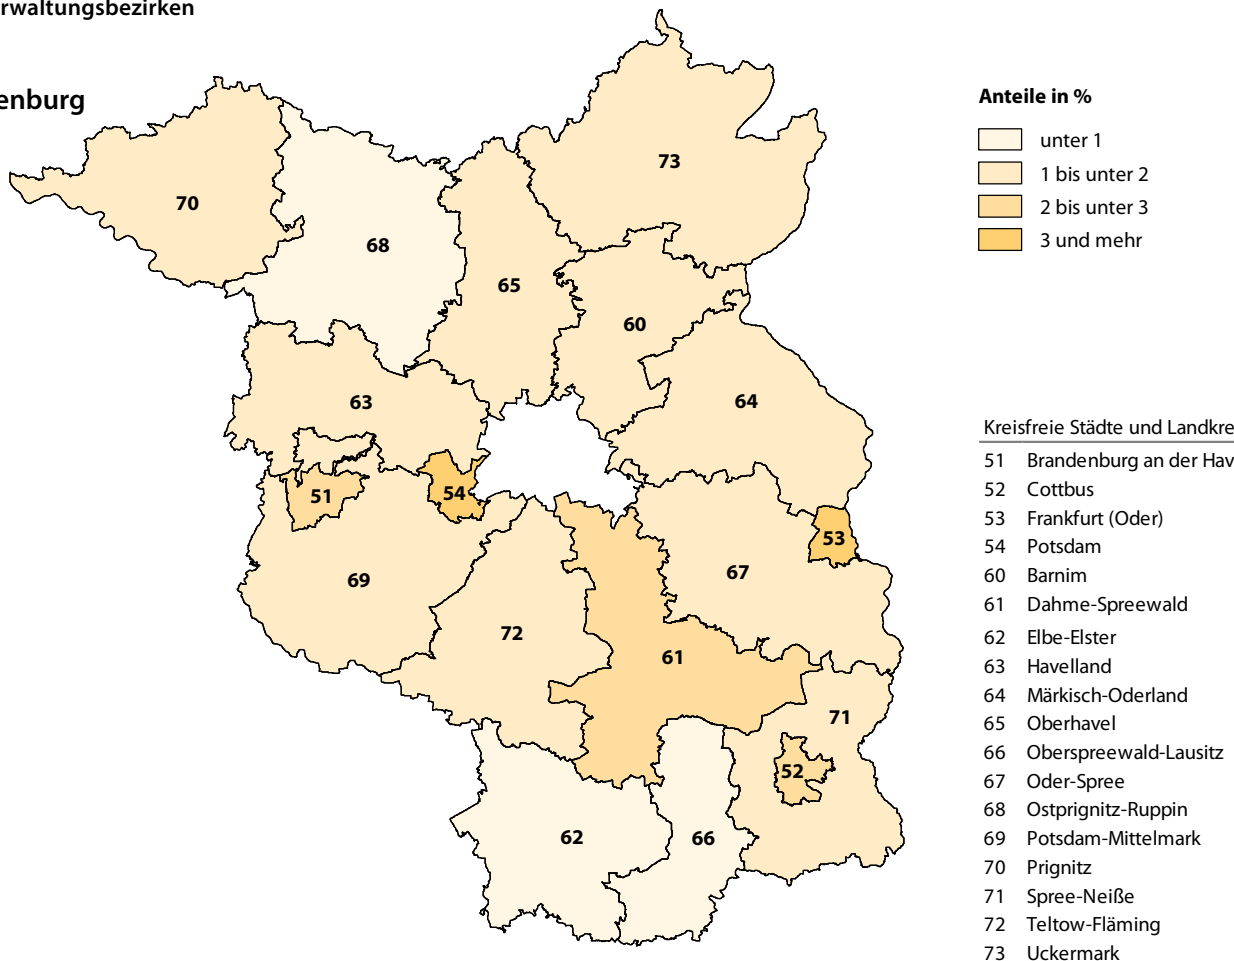 rwaltungsbezirken
enburg
Anteile in %
unter 1
1 bis unter 2
2 bis unter 3
3 und mehr
73
70
68
65
60
63
64
51
54
53
67
69
72
61
71
52
62
66
Kreisfreie Städte und Landkre
51 Brandenburg an der Hav
52 Cottbus
53 Frankfurt (Oder)
54 Potsdam
60 Barnim
61 Dahme-Spreewald
62 Elbe-Elster
63 Havelland
64 Märkisch-Oderland
65 Oberhavel
66 Oberspreewald-Lausitz
67 Oder-Spree
68 Ostprignitz-Ruppin
69 Potsdam-Mittelmark
70 Prignitz
71 Spree-Neiße
72 Teltow-Fläming
73 Uckermark